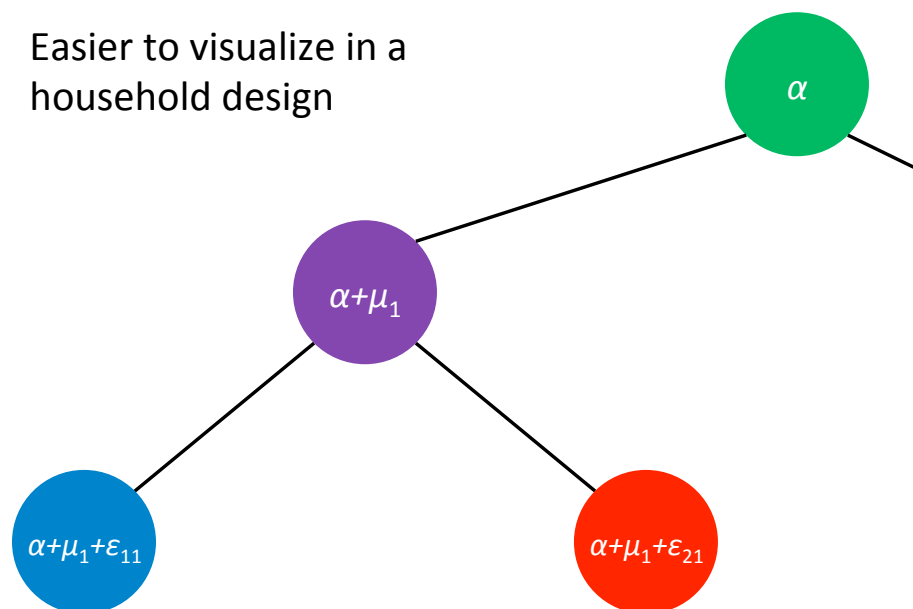 Easier to visualize in a
household design
α
α+μ₁
α+μ₁+ε₁₁
α+μ₁+ε₂₁